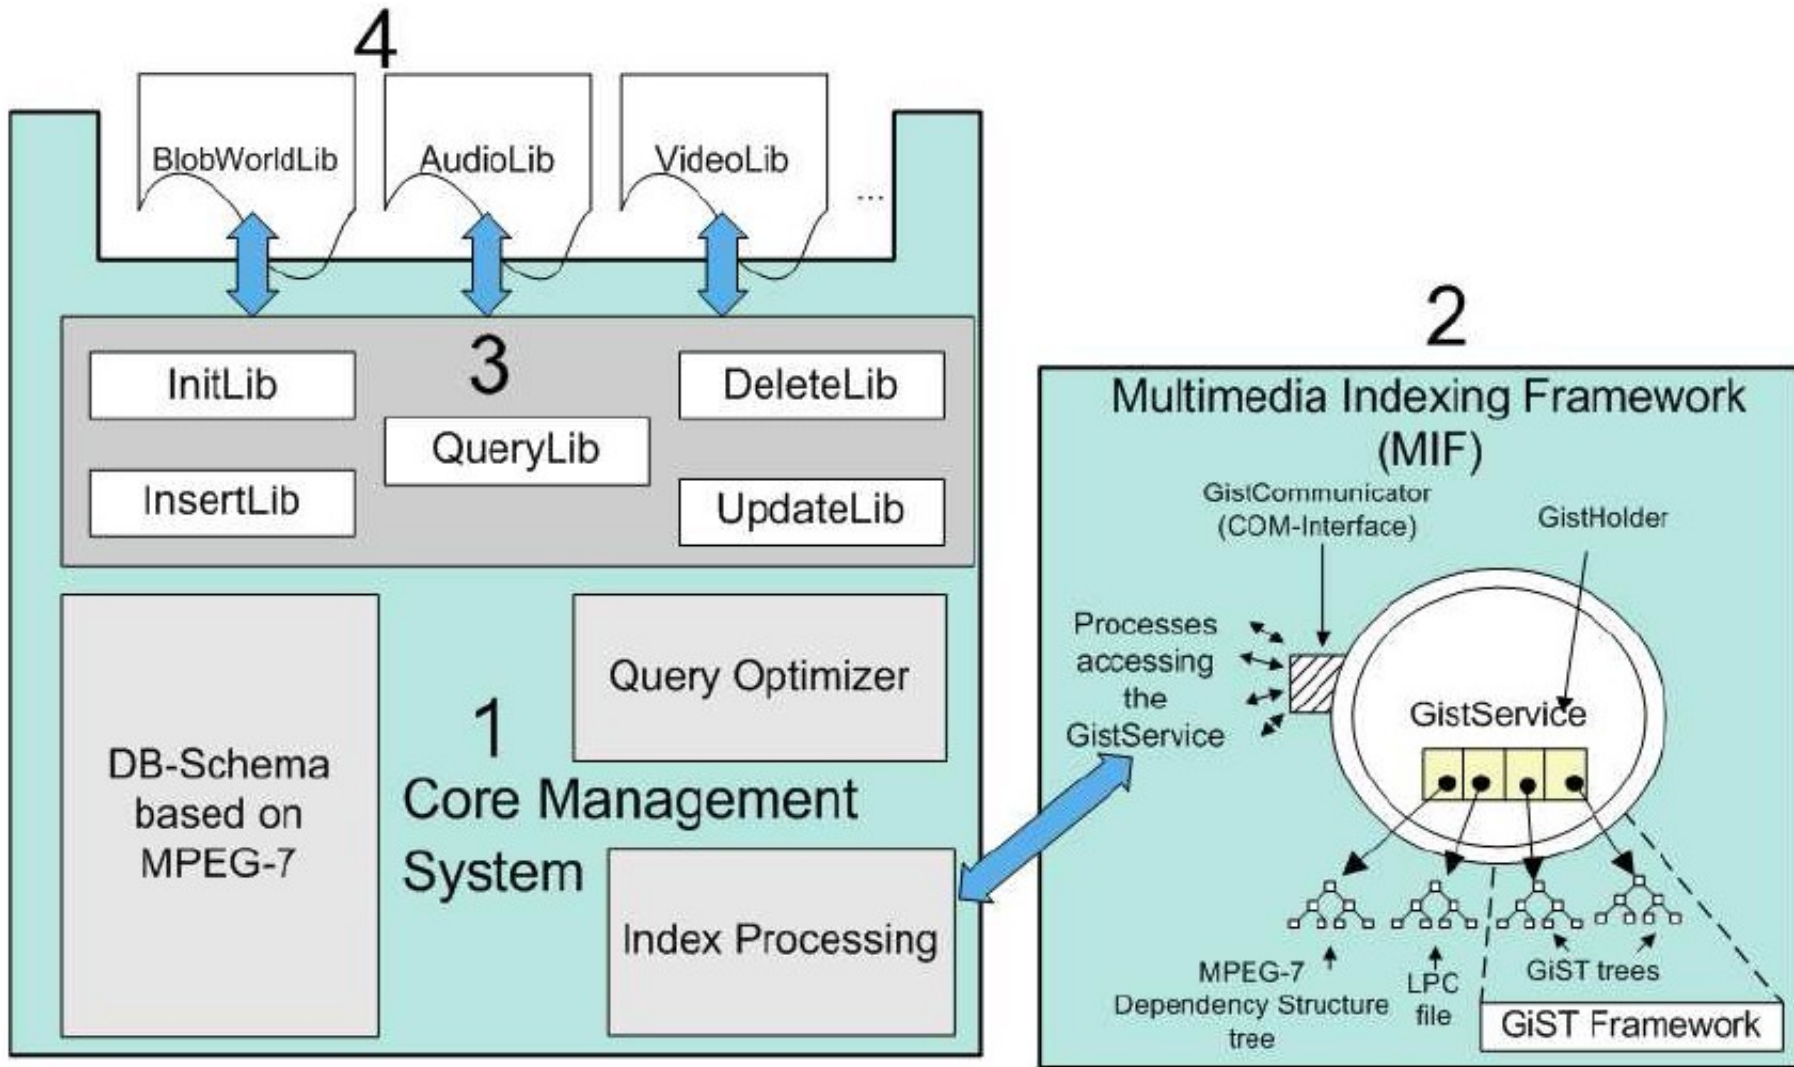 4
BlobWorldLib
AudioLib
VideoLib
...
3
InitLib
DeleteLib
QueryLib
InsertLib
UpdateLib
DB-Schema
based on
MPEG-7
Query Optimizer
1
Core Management
System
Index Processing
2
Multimedia Indexing Framework
(MIF)
GistCommunicator
(COM-Interface)
GistHolder
Processes
accessing
the
GistService
GistService
MPEG-7
Dependency Structure
tree
LPC
file
GiST trees
GiST Framework